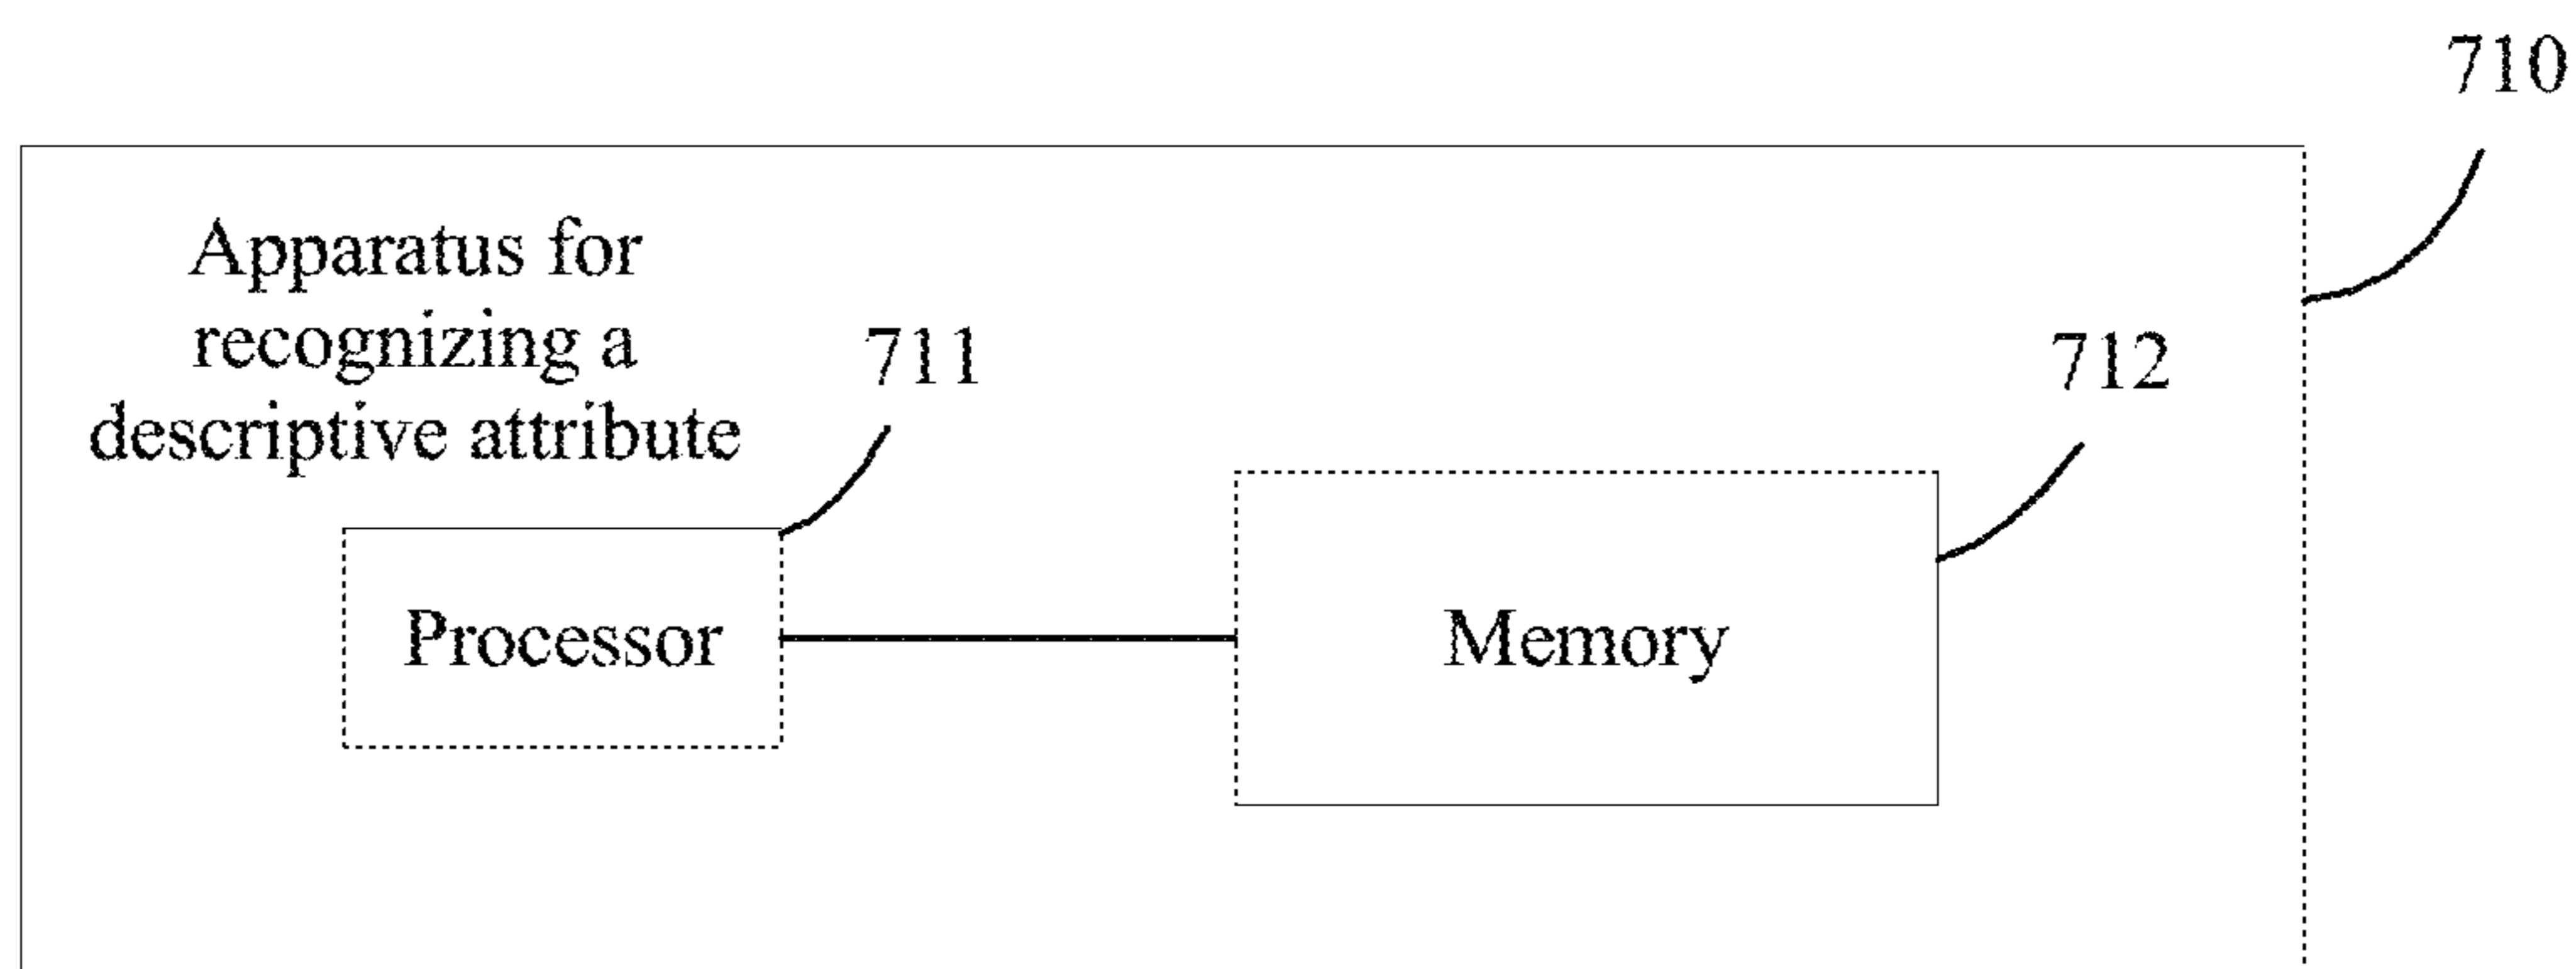 710
Apparatus for
recognizing a
descriptive attribute
711
712
Processor
Memory